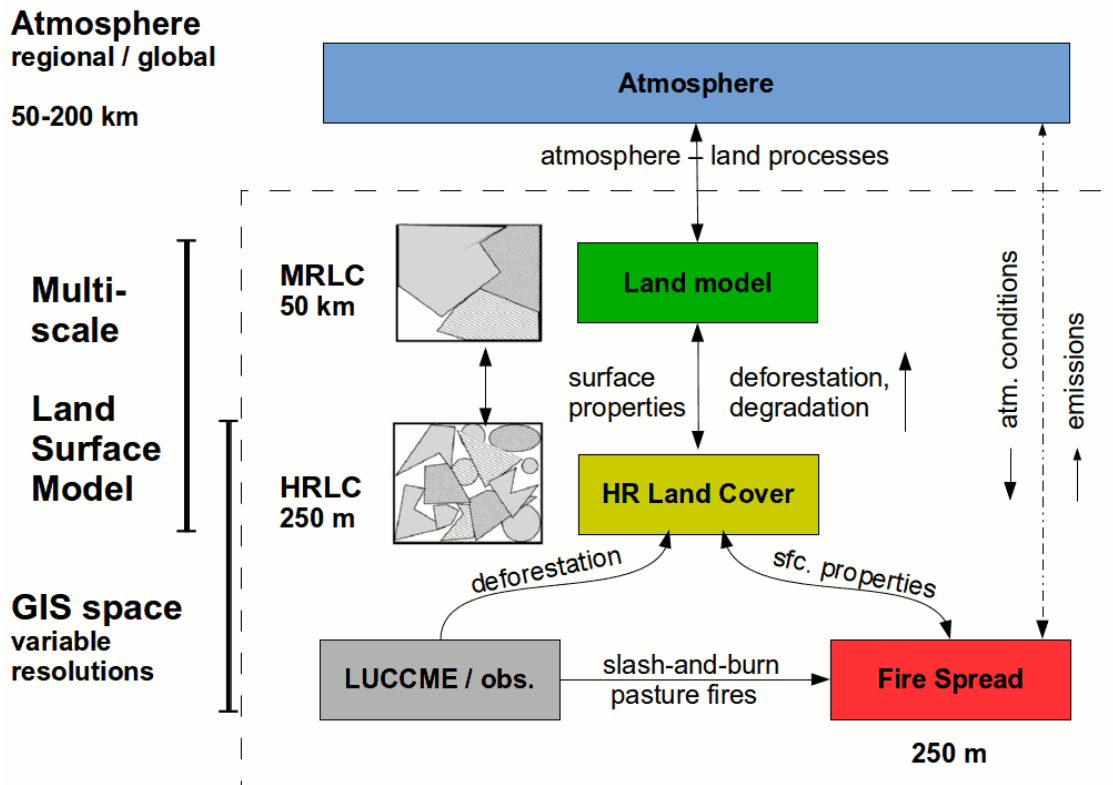 Atmosphere
regional / global
50-200 km
Atmosphere
atmosphere – land processes
Multi-
scale
Land
Surface
Model
MRLC
50 km
Land model
surface
properties
deforestation,
degradation
atm. conditions
emissions
HRLC
250 m
HR Land Cover
deforestation
sfc. properties
GIS space
variable
resolutions
LUCCME / obs.
slash-and-burn
pasture fires
Fire Spread
250 m